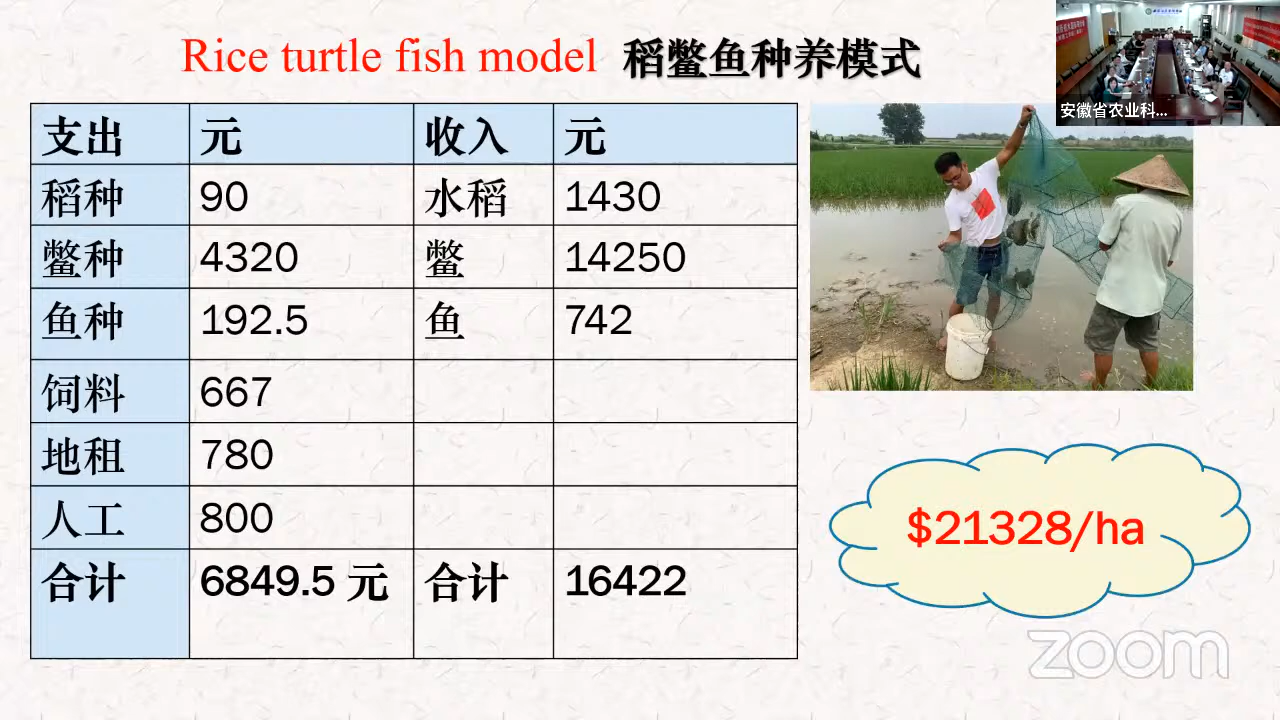 Rice turtle fish model 稻鳖鱼种养模式
支出 元 收入 元
稻种 90 水稻 1430
鳖种 4320 鳖 14250
鱼种 192.5 鱼 742
饲料 667
地租 780
人工 800
合计 6849.5 元 合计 16422
安徽省农业科...
$21328/ha
zoom